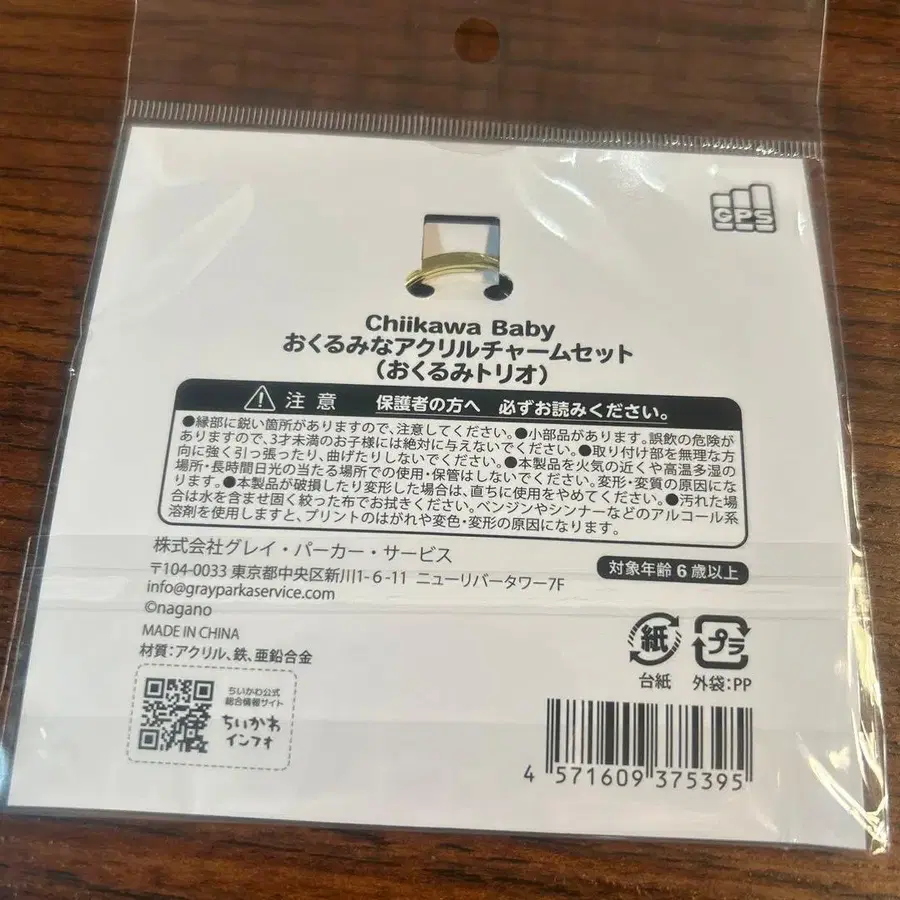 GPS
Chiikawa Baby
おくるみなアクリルチャームセット
（おくるみトリオ）
注意 保護者の方へ 必ずお読みください。
●縁部に鋭い箇所がありますので、注意してください。●小部品があります。誤飲の危険が
ありますので、3才未満のお子様には絶対に与えないでください。●取り付け部を無理な方
向に強く引っ張ったり、曲げたりしないでください。●本製品を火気の近くや高温多湿の
場所・長時間日光の当たる場所での使用・保管はしないでください。変形・変質の原因にな
ります。●本製品が破損したり変形した場合は、直ちに使用をやめてください。●汚れた場
合は水を含ませ固く絞った布でお拭きください。ベンジンやシンナーなどのアルコール系
溶剤を使用しますと、プリントのはがれや変色・変形の原因になります。
株式会社グレイ・パーカー・サービス
〒104-0033 東京都中央区新川1-6-11 ニューリバータワー7F
対象年齢6歳以上
info@grayparkaservice.com
©nagano
MADE IN CHINA
材質：アクリル、鉄、亜鉛合金
紙
台紙
プラ
外袋：PP
ちいかわ公式
総合情報サイト
ちいかわ
インフォ
4 571609 375395